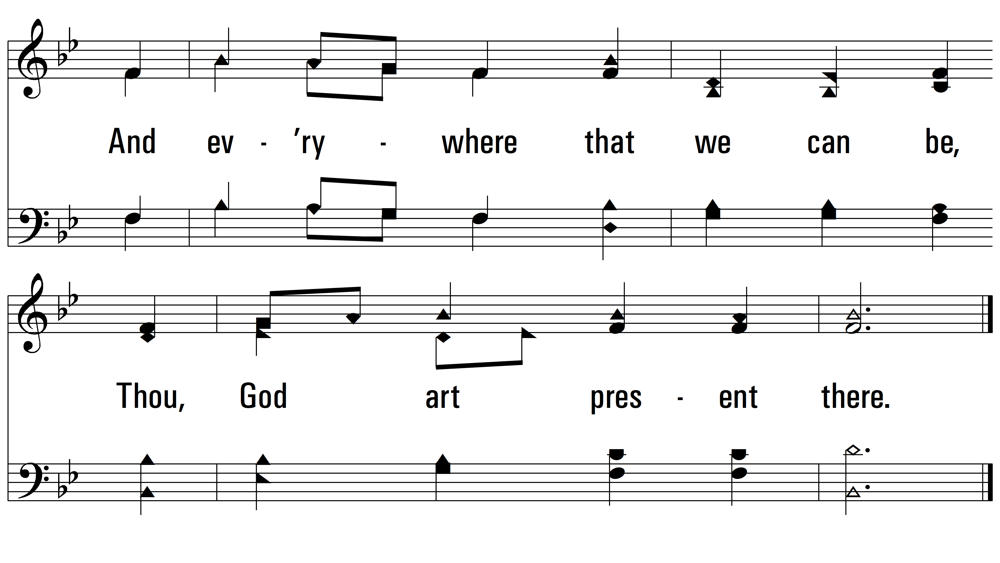 And ev - ’ry - where that we can be,
Thou, God art pres - ent there.